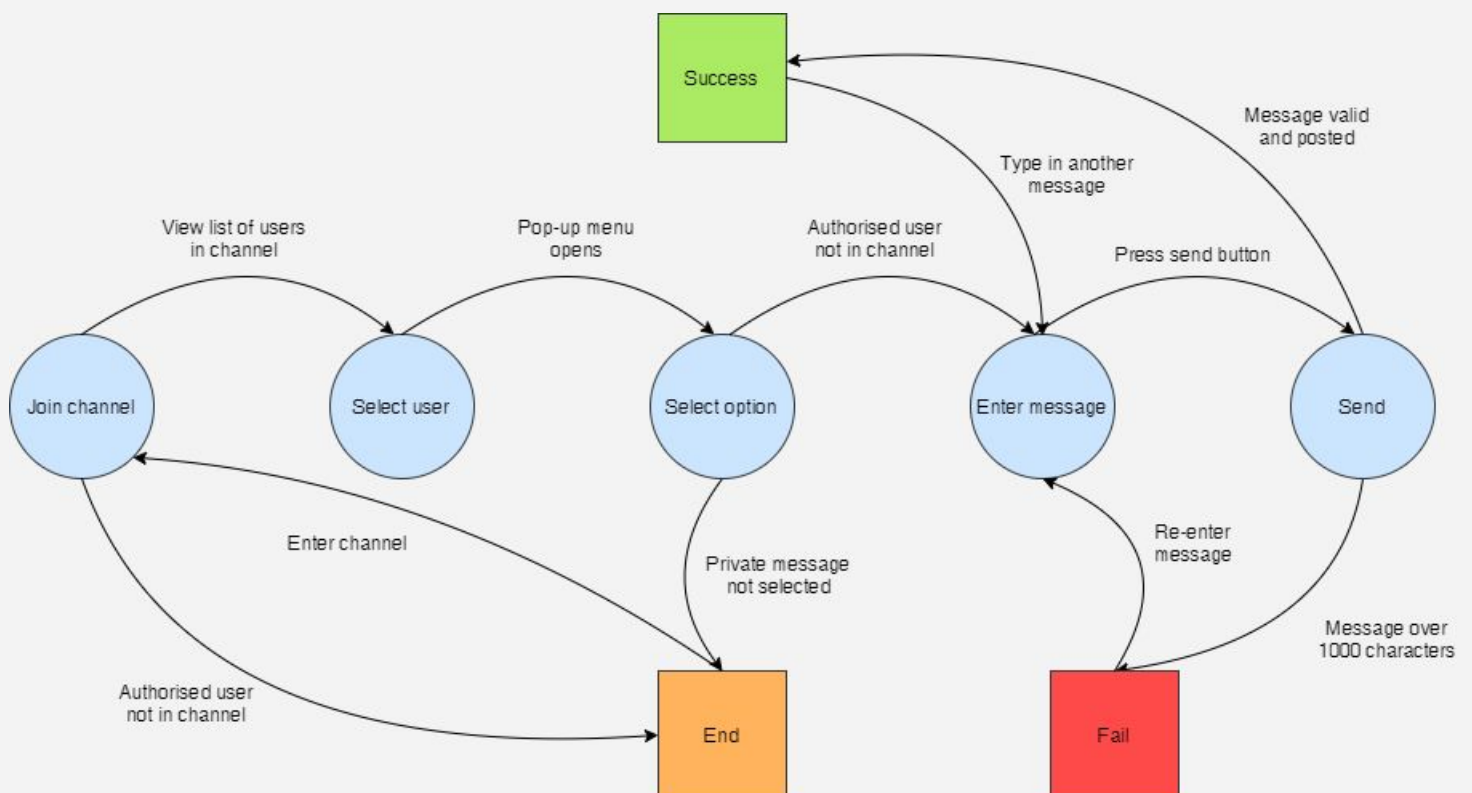 Success
Message valid
and posted
Type in another
message
View list of users
in channel
Pop-up menu
opens
Authorised user
not in channel
Press send button
Join channel
Select user
Select option
Enter message
Send
Enter channel
Private message
not selected
Re-enter
message
Message over
1000 characters
Authorised user
not in channel
End
Fail